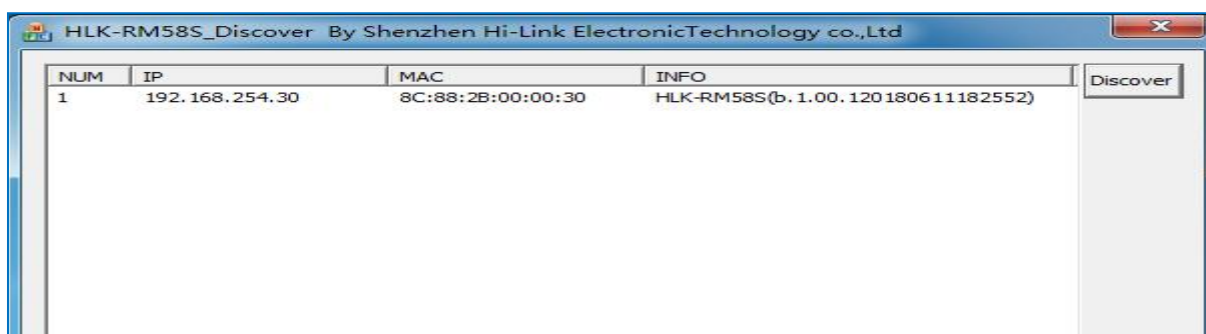 HLK-RM58S_Discover By Shenzhen Hi-Link ElectronicTechnology co.,Ltd
NUM IP MAC INFO Discover
1 192.168.254.30 8C:88:2B:00:00:30 HLK-RM58S(b.1.00.120180611182552)